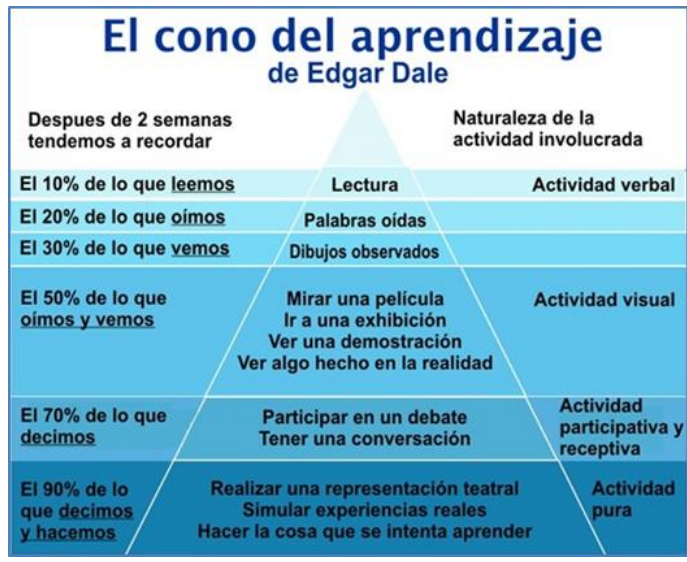 El cono del aprendizaje
de Edgar Dale
Despues de 2 semanas
tendemos a recordar
Naturaleza de la
actividad involucrada
El 10% de lo que leemos
Lectura
Actividad verbal
El 20% de lo que oímos
Palabras oídas
El 30% de lo que vemos
Dibujos observados
El 50% de lo que
oímos y vemos
Mirar una película
Ir a una exhibición
Ver una demostración
Ver algo hecho en la realidad
Actividad visual
El 70% de lo que
decimos
Participar en un debate
Tener una conversación
Actividad
participativa y
receptiva
El 90% de lo
que decimos
y hacemos
Realizar una representación teatral
Simular experiencias reales
Hacer la cosa que se intenta aprender
Actividad
pura